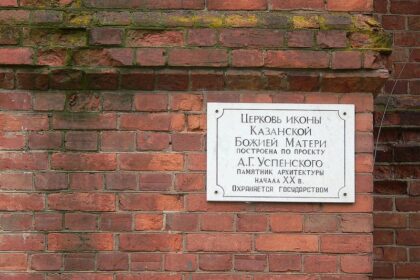 Церковь иконы
Казанской
Божией Матери
построена по проекту
А.Г. Успенского
памятник архитектуры
начала XX в.
Охраняется государством